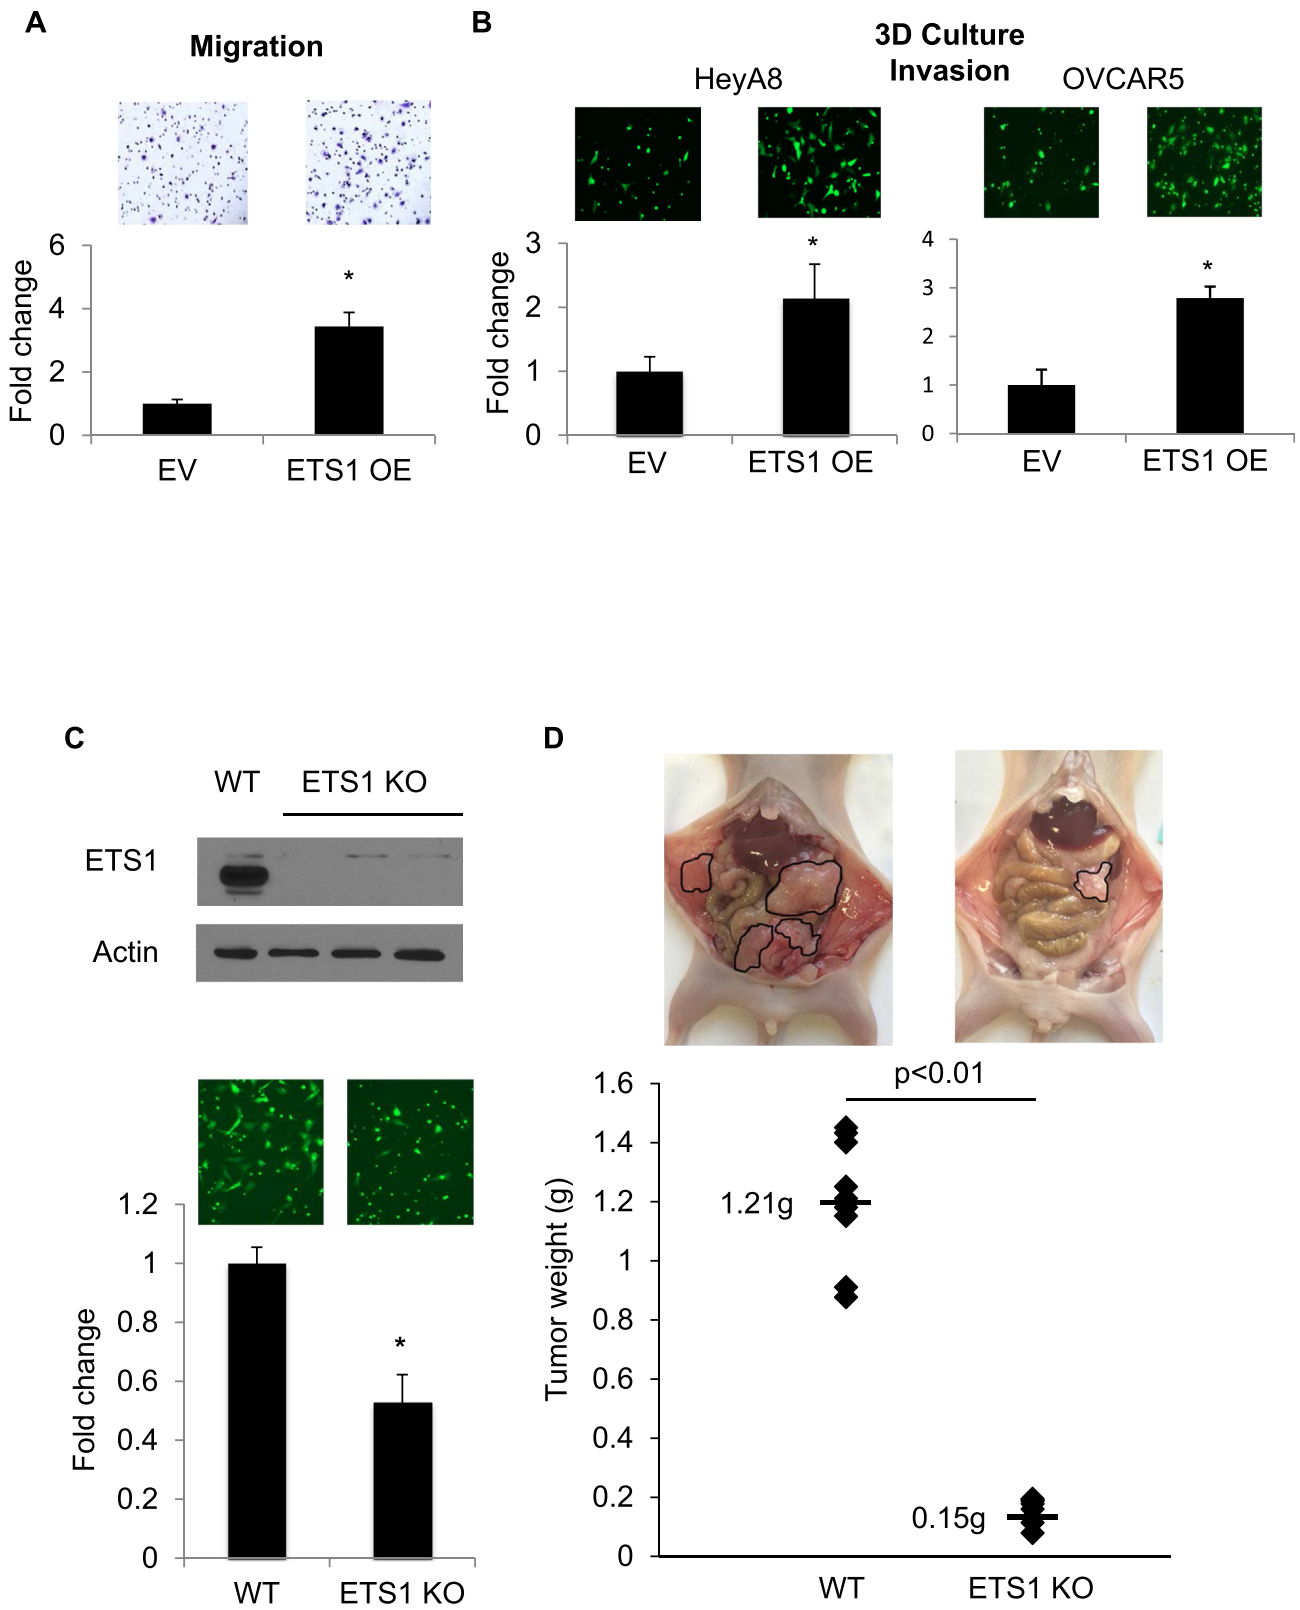 A
Migration
6
4
2
0
Fold change
*
EV
ETS1 OE
B
3D Culture
Invasion
HeyA8
OVCAR5
3
2
1
0
Fold change
*
EV
ETS1 OE
4
3
2
1
0
*
EV
ETS1 OE
C
WT
ETS1 KO
ETS1
Actin
1.2
1
0.8
0.6
0.4
0.2
0
Fold change
*
WT
ETS1 KO
D
p<0.01
1.6
1.4
1.2
1
0.8
0.6
0.4
0.2
0
Tumor weight (g)
1.21g
0.15g
WT
ETS1 KO